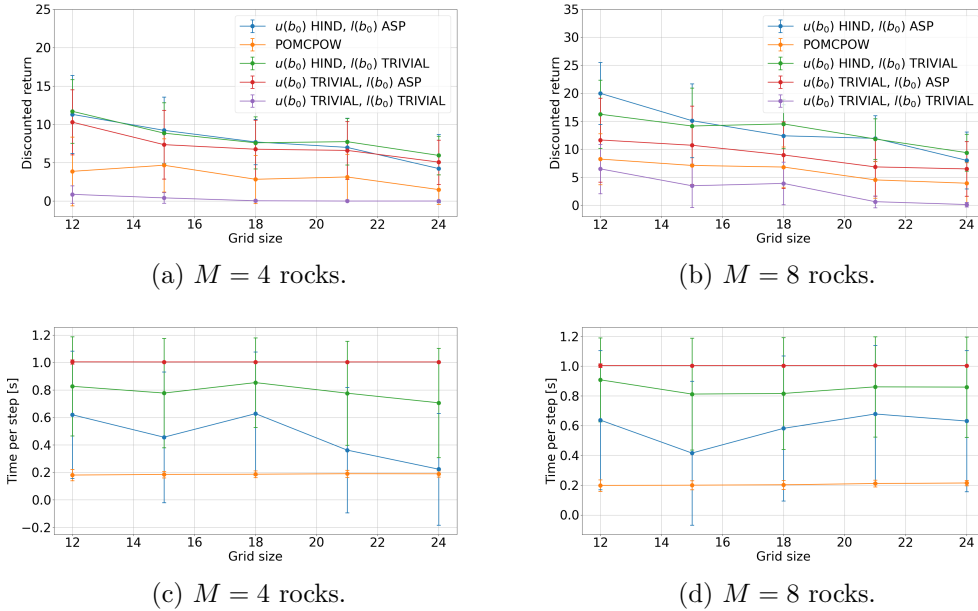 25
20
15
10
5
0
Discounted return
12 14 16 18 20 22 24
Grid size
u(b₀) HIND, l(b₀) ASP
POMCPOW
u(b₀) HIND, l(b₀) TRIVIAL
u(b₀) TRIVIAL, l(b₀) ASP
u(b₀) TRIVIAL, l(b₀) TRIVIAL
(a) M = 4 rocks.
35
30
25
20
15
10
5
0
Discounted return
12 14 16 18 20 22 24
Grid size
u(b₀) HIND, l(b₀) ASP
POMCPOW
u(b₀) HIND, l(b₀) TRIVIAL
u(b₀) TRIVIAL, l(b₀) ASP
u(b₀) TRIVIAL, l(b₀) TRIVIAL
(b) M = 8 rocks.
1.2
1.0
0.8
0.6
0.4
0.2
0.0
−0.2
Time per step [s]
12 14 16 18 20 22 24
Grid size
(c) M = 4 rocks.
1.2
1.0
0.8
0.6
0.4
0.2
0.0
Time per step [s]
12 14 16 18 20 22 24
Grid size
(d) M = 8 rocks.